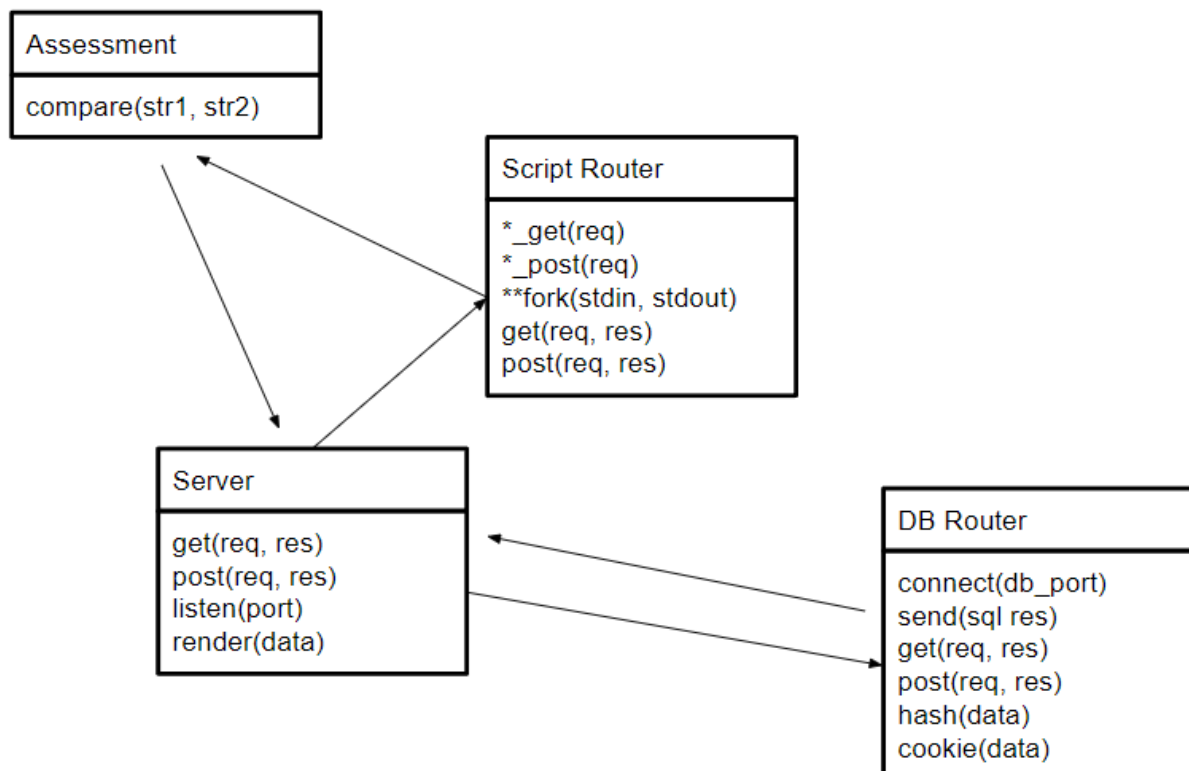 Assessment
compare(str1, str2)
Script Router
*_get(req)
*_post(req)
**fork(stdin, stdout)
get(req, res)
post(req, res)
Server
get(req, res)
post(req, res)
listen(port)
render(data)
DB Router
connect(db_port)
send(sql res)
get(req, res)
post(req, res)
hash(data)
cookie(data)